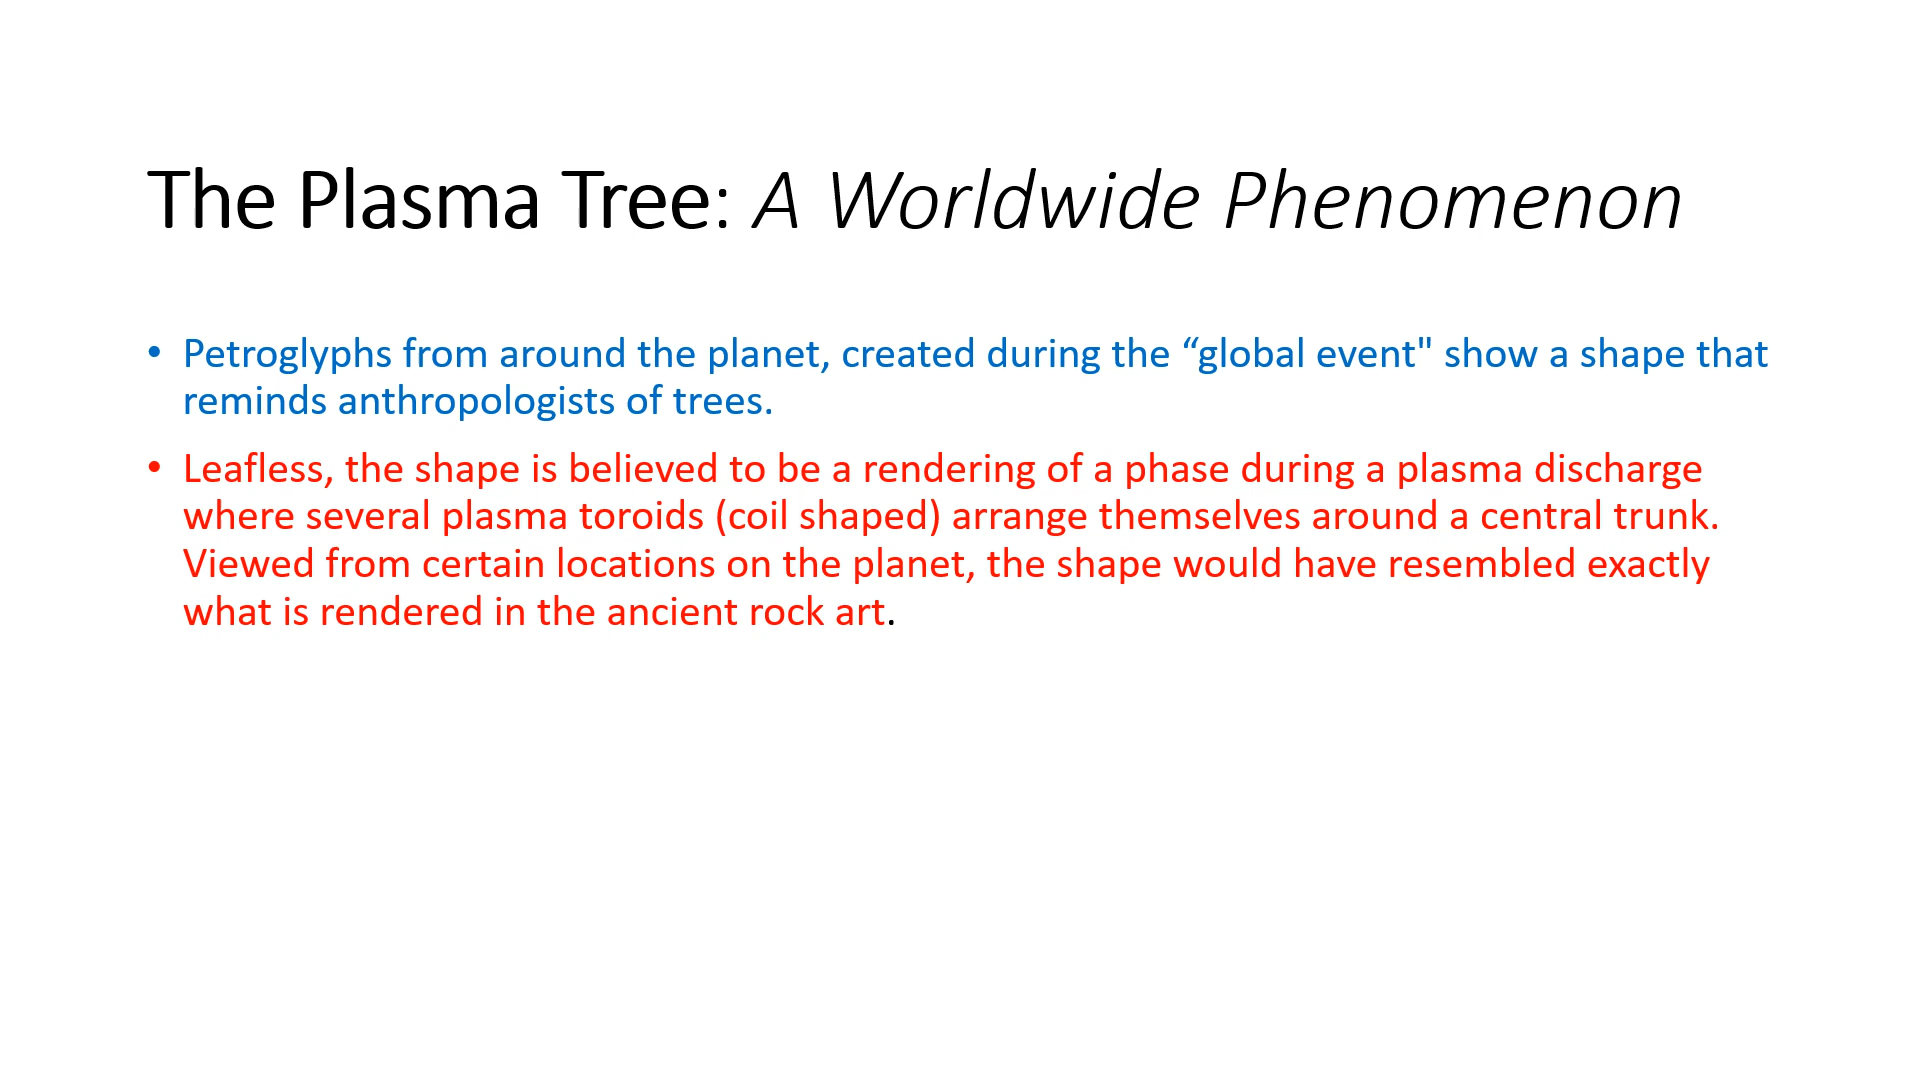 The Plasma Tree: A Worldwide Phenomenon
• Petroglyphs from around the planet, created during the “global event" show a shape that
reminds anthropologists of trees.
• Leafless, the shape is believed to be a rendering of a phase during a plasma discharge
where several plasma toroids (coil shaped) arrange themselves around a central trunk.
Viewed from certain locations on the planet, the shape would have resembled exactly
what is rendered in the ancient rock art.